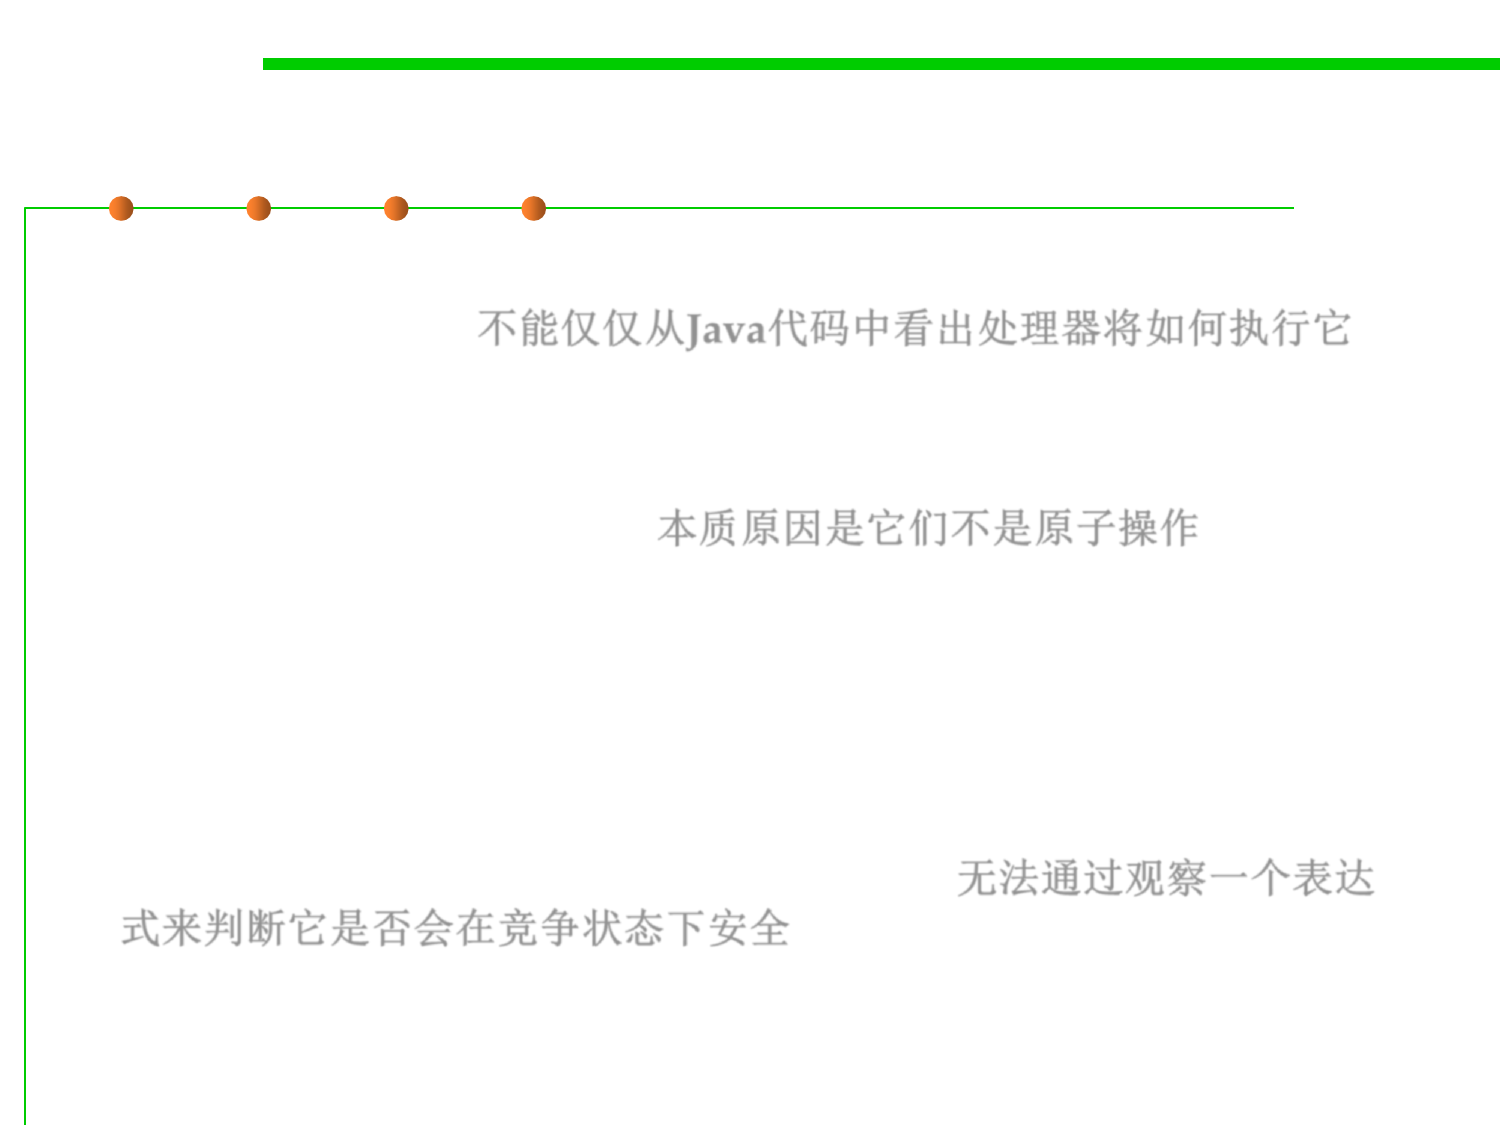 不能仅仅从Java代码中看出处理器将如何执行它
本质原因是它们不是原子操作
无法通过观察一个表达
式来判断它是否会在竞争状态下安全